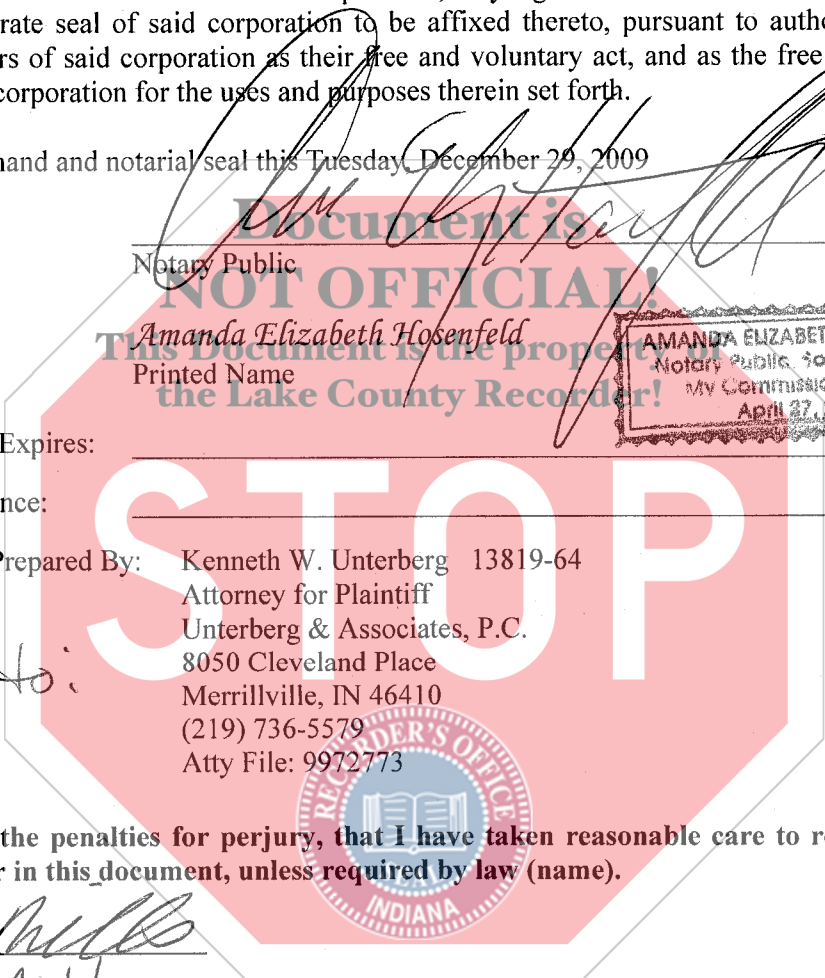 rate seal of said corporation to be affixed thereto, pursuant to autho
rs of said corporation as their free and voluntary act, and as the free
corporation for the uses and purposes therein set forth.
hand and notarial seal this Tuesday, December 29, 2009
Document is
Notary Public
NOT OFFICIAL!
Amanda Elizabeth Hosenfeld
This Document is the property of
Printed Name
the Lake County Recorder!
AMANDA ELIZABET
Notary Public,
My Commissio
April 27,
Expires:
nce:
STOP
Prepared By: Kenneth W. Unterberg 13819-64
Attorney for Plaintiff
Unterberg & Associates, P.C.
8050 Cleveland Place
to:
Merrillville, IN 46410
(219) 736-5579
Atty File: 9972773
RECORDER'S OFFICE
INDIANA
the penalties for perjury, that I have taken reasonable care to r
r in this document, unless required by law (name).